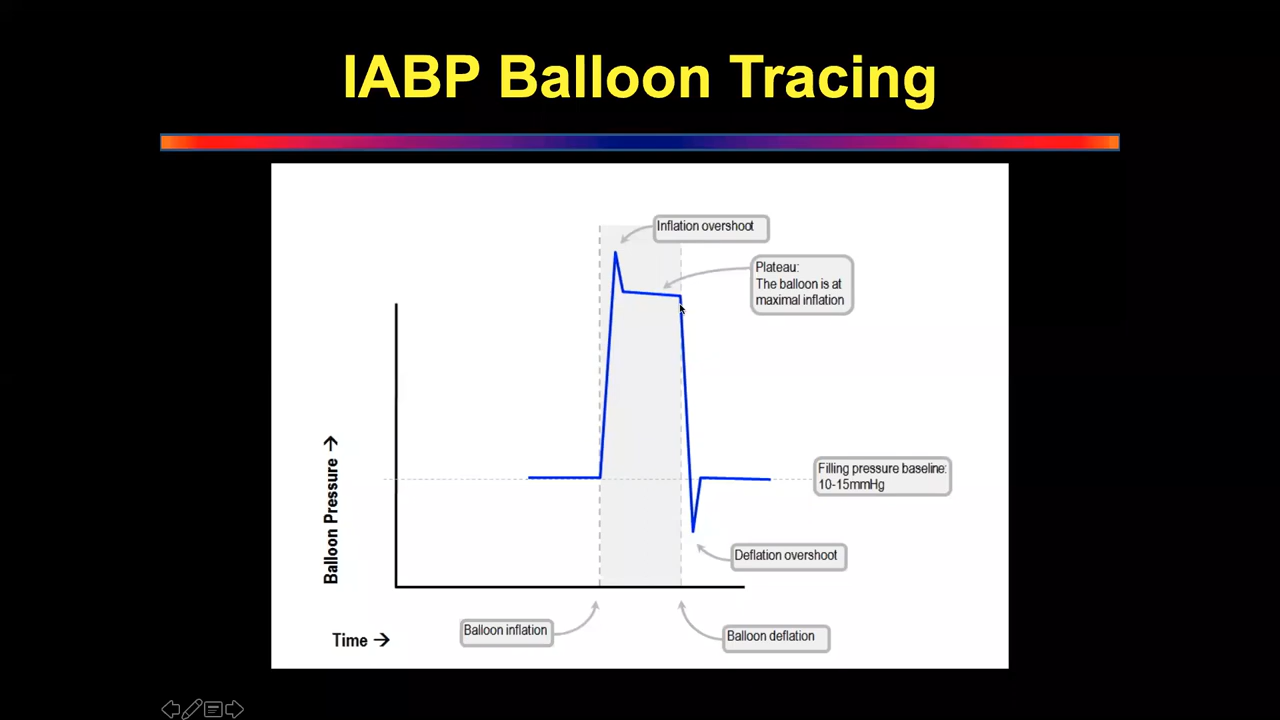 IABP Balloon Tracing
Inflation overshoot
Plateau:
The balloon is at
maximal inflation
Filling pressure baseline:
10-15mmHg
Deflation overshoot
Balloon inflation
Balloon deflation
Balloon Pressure →
Time →